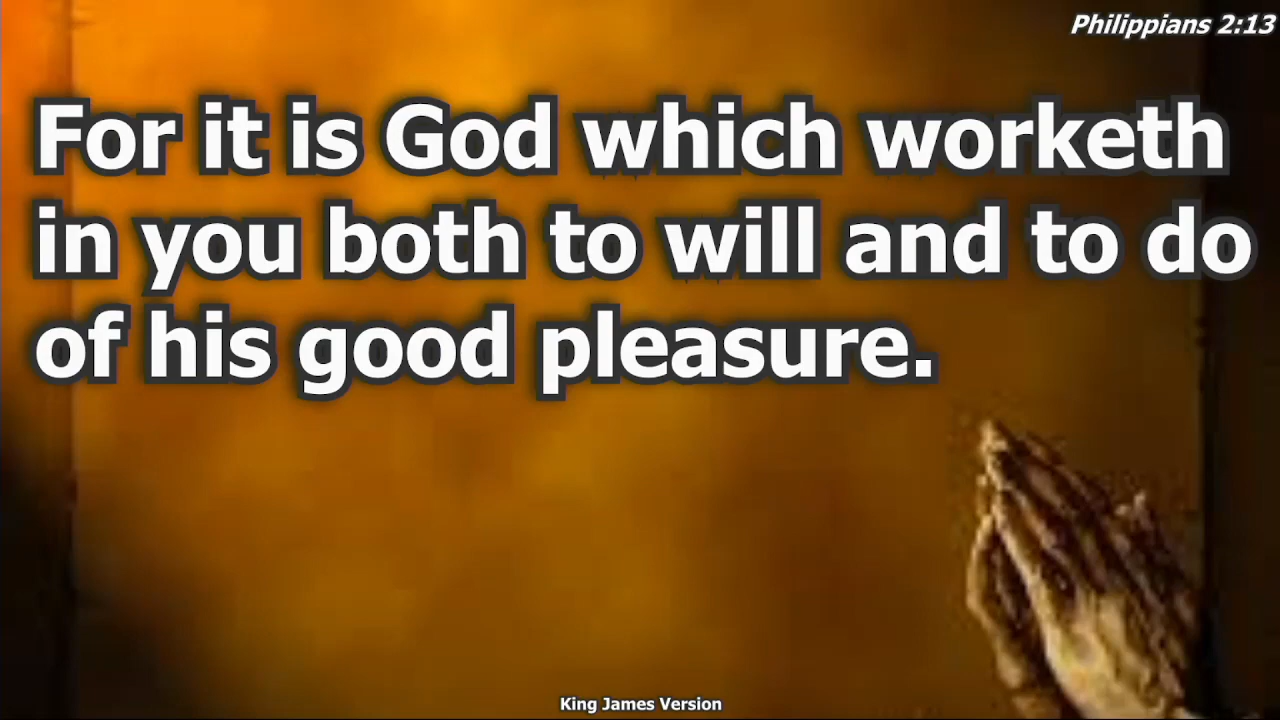 Philippians 2:13
For it is God which worketh
in you both to will and to do
of his good pleasure.
King James Version